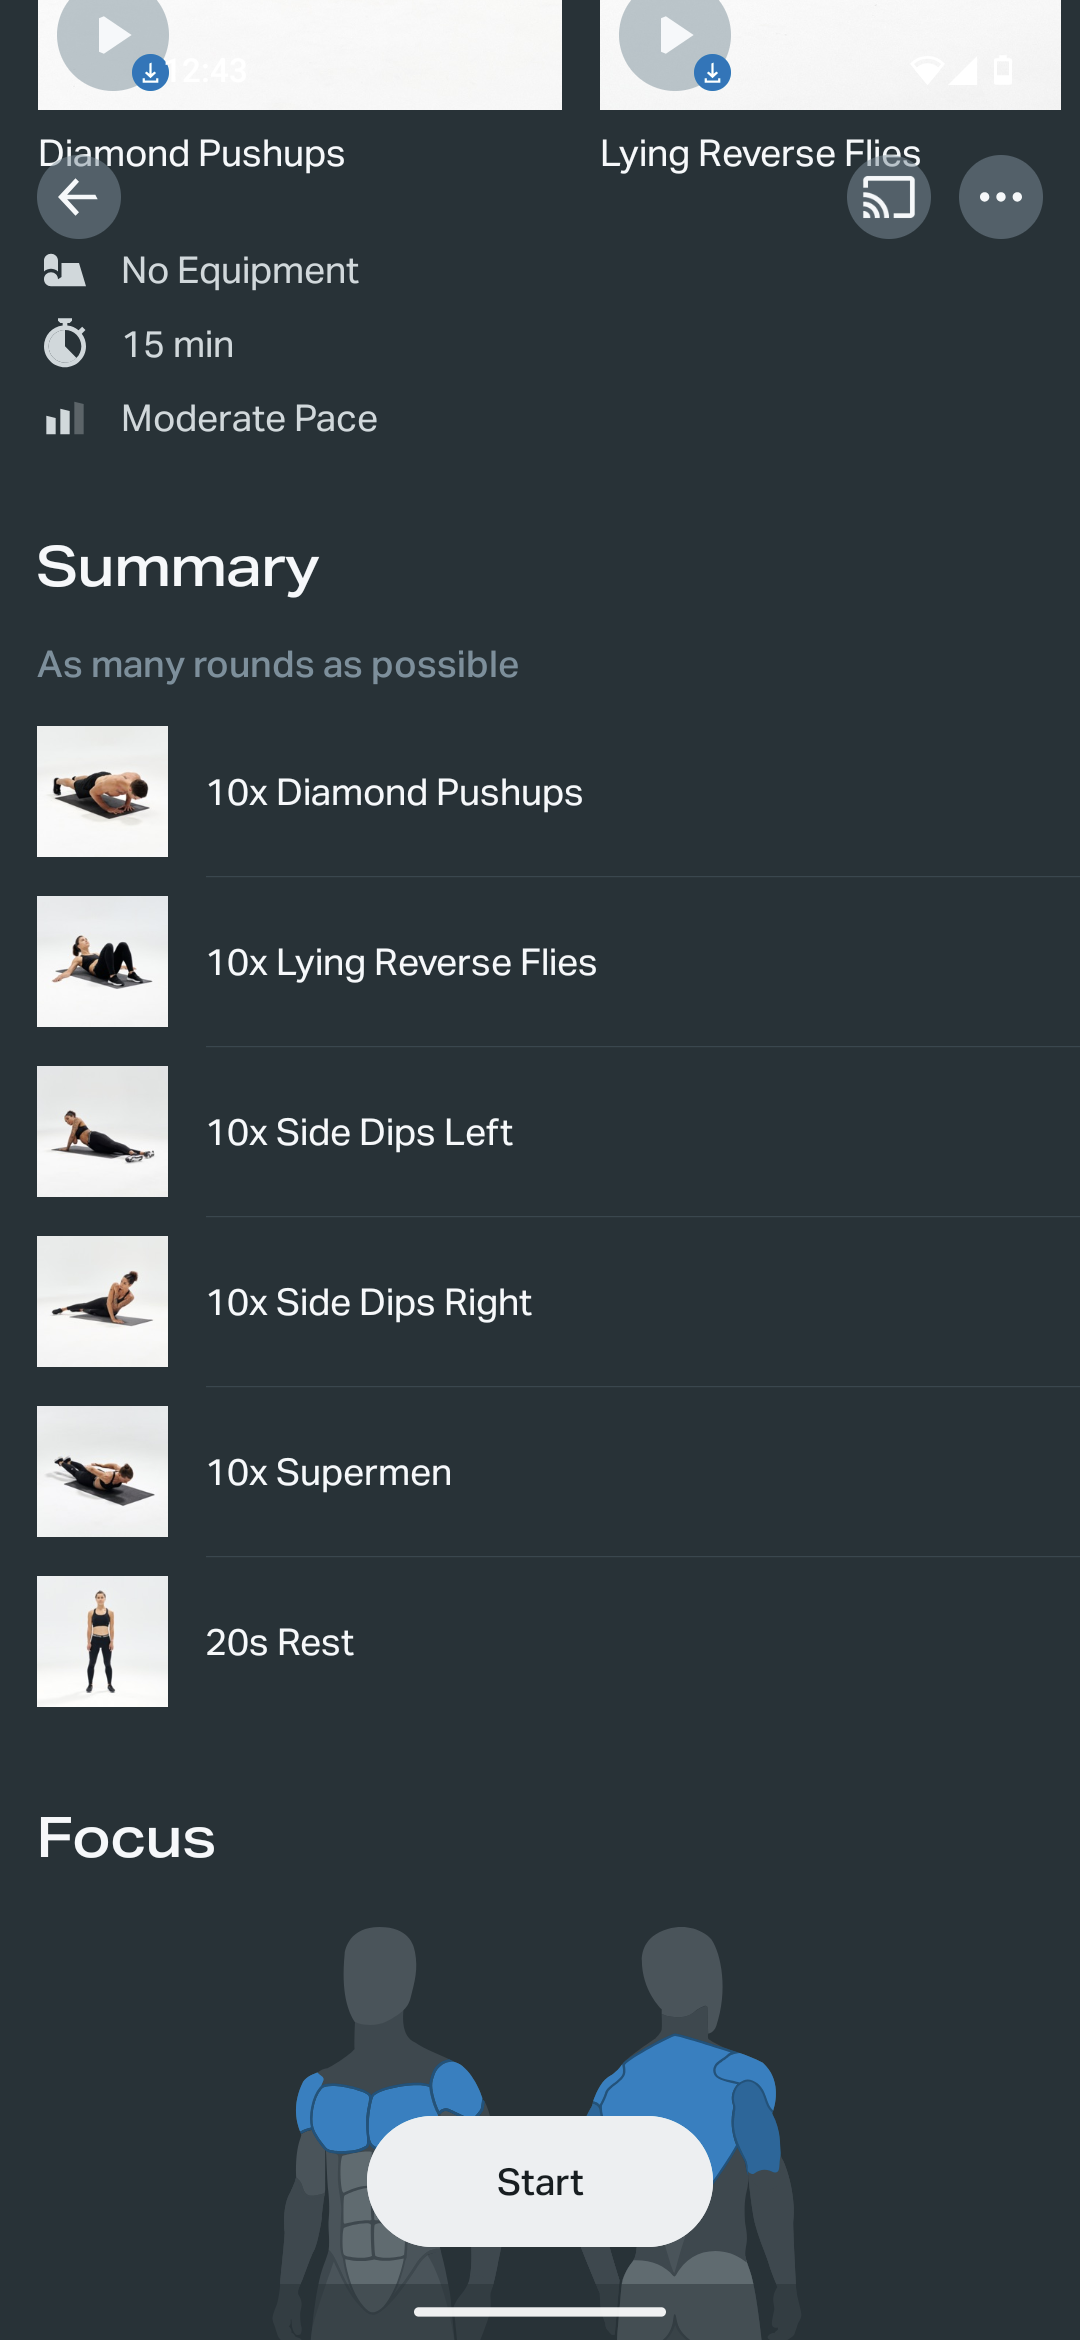 12:43
Diamond Pushups
Lying Reverse Flies
No Equipment
15 min
Moderate Pace
Summary
As many rounds as possible
10x Diamond Pushups
10x Lying Reverse Flies
10x Side Dips Left
10x Side Dips Right
10x Supermen
20s Rest
Focus
Start